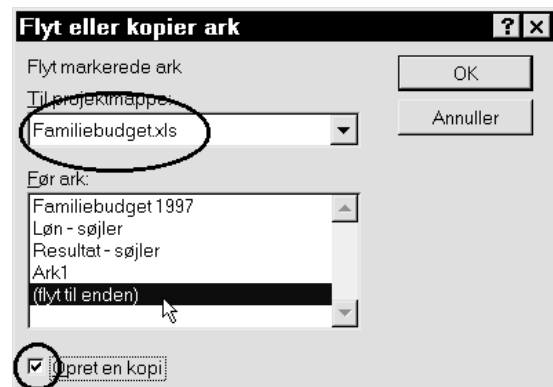 Flyt eller kopier ark
Flyt markerede ark
Til projektmappe:
Familiebudget.xls
Før ark:
Familiebudget 1997
Løn - søjler
Resultat - søjler
Ark1
(flyt til enden)
Opret en kopi
OK
Annuller